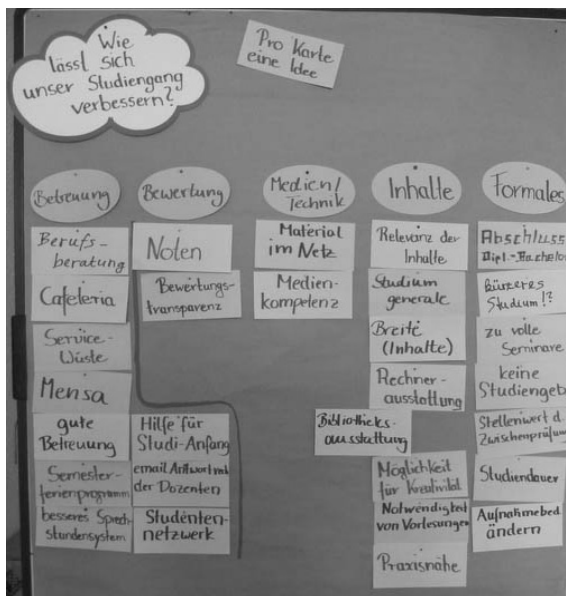 Wie
lässt sich
unser Studiengang
verbessern?
Pro Karte
eine Idee
Betreuung
Berufs-
beratung
Cafeteria
Service-
Wüste
Mensa
gute
Betreuung
Semester-
ferienprogramm
besseres Sprech-
stundensystem
Bewertung
Noten
Bewertungs-
transparenz
Hilfe für
Studi-Anfang
email Antwort
der Dozenten
Studenten-
netzwerk
Medien/
Technik
Material
im Netz
Medien-
kompetenz
Inhalte
Relevanz der
Inhalte
Studium
generale
Breite
(Inhalte)
Rechner-
ausstattung
Bibliotheks-
ausstattung
Möglichkeit
für Kreativität
Notwendigkeit
von Vorlesungen
Praxisnähe
Formales
Abschluss
Dipl.-Bachelor
Studium!?
zu volle
Seminare
keine
Studiengeb
Stellenwert d.
Zwischenprüfung
Studiendauer
Aufnahmebed.
ändern